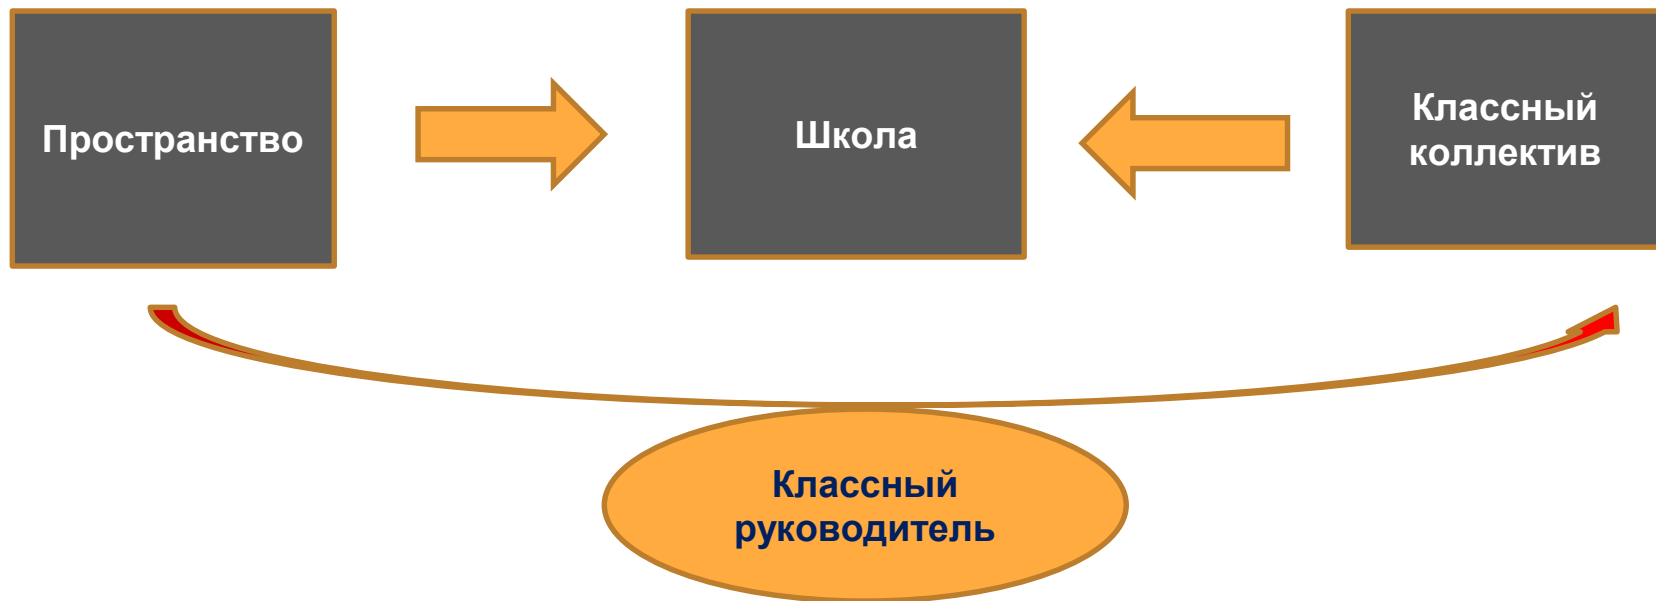 Пространство
Школа
Классный
коллектив
Классный
руководитель